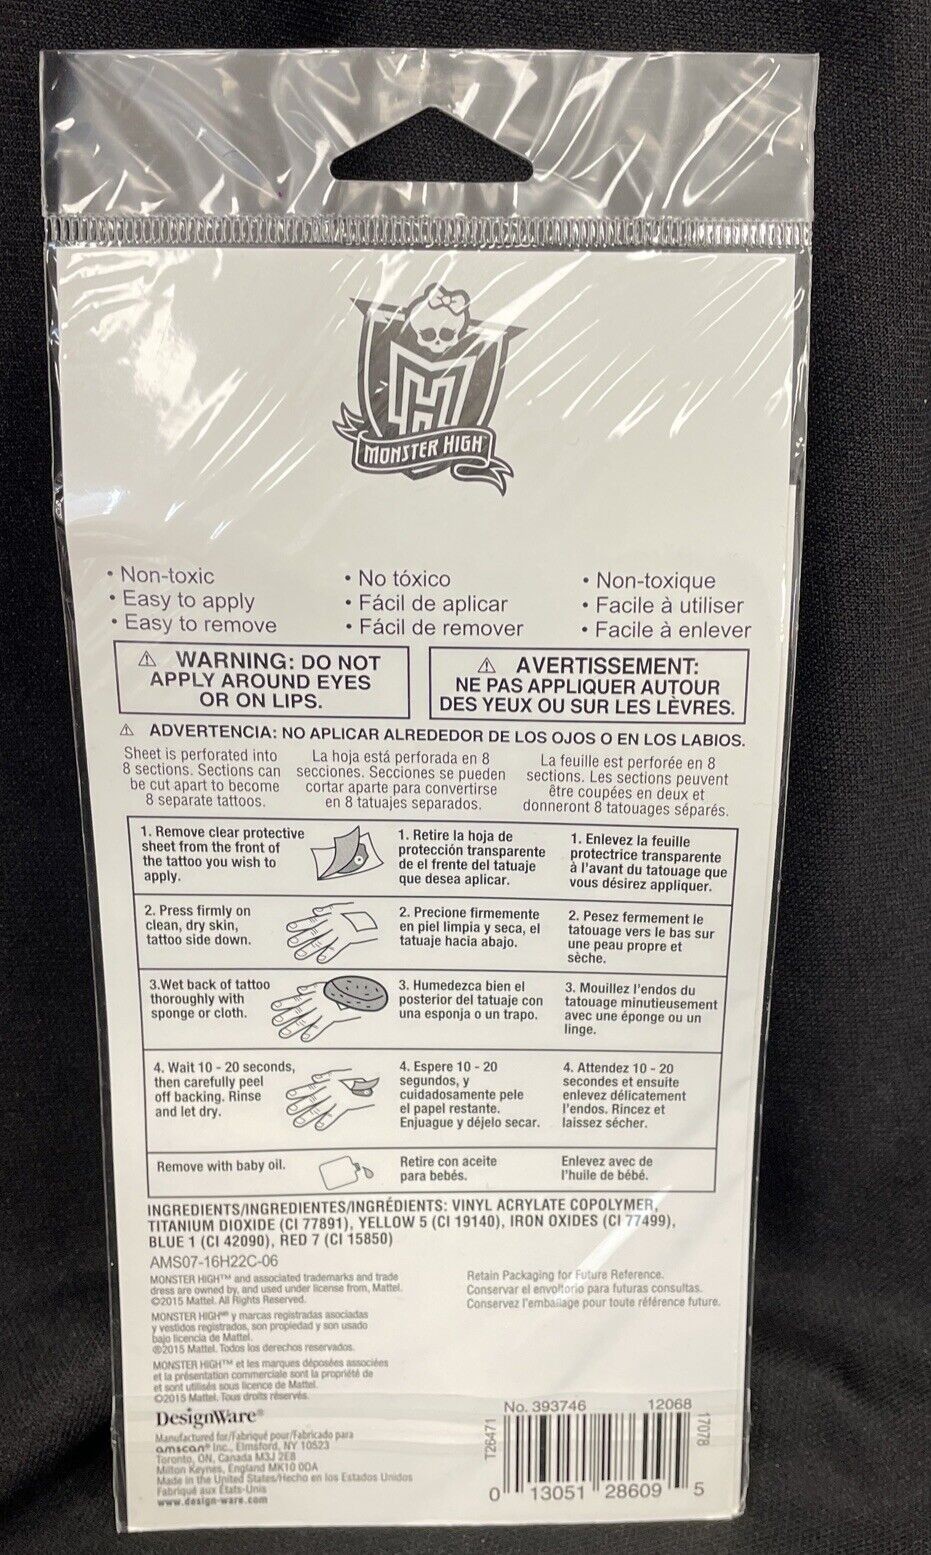 MONSTER HIGH
• Non-toxic
• Easy to apply
• Easy to remove
• No tóxico
• Fácil de aplicar
• Fácil de remover
• Non-toxique
• Facile à utiliser
• Facile à enlever
⚠ WARNING: DO NOT
APPLY AROUND EYES
OR ON LIPS.
⚠ AVERTISSEMENT:
NE PAS APPLIQUER AUTOUR
DES YEUX OU SUR LES LÈVRES.
⚠ ADVERTENCIA: NO APLICAR ALREDEDOR DE LOS OJOS O EN LOS LABIOS.
Sheet is perforated into
8 sections. Sections can
be cut apart to become
8 separate tattoos.
La hoja está perforada en 8
secciones. Secciones se pueden
cortar aparte para convertirse
en 8 tatuajes separados.
La feuille est perforée en 8
sections. Les sections peuvent
être coupées en deux et
donneront 8 tatouages séparés.
1. Remove clear protective
sheet from the front of
the tattoo you wish to
apply.
1. Retire la hoja de
protección transparente
de el frente del tatuaje
que desea aplicar.
1. Enlevez la feuille
protectrice transparente
à l'avant du tatouage que
vous désirez appliquer.
2. Press firmly on
clean, dry skin,
tattoo side down.
2. Precione firmemente
en piel limpia y seca, el
tatuaje hacia abajo.
2. Pesez fermement le
tatouage vers le bas sur
une peau propre et
sèche.
3.Wet back of tattoo
thoroughly with
sponge or cloth.
3. Humedezca bien el
posterior del tatuaje con
una esponja o un trapo.
3. Mouillez l'endos du
tatouage minutieusement
avec une éponge ou un
linge.
4. Wait 10 - 20 seconds,
then carefully peel
off backing. Rinse
and let dry.
4. Espere 10 - 20
segundos, y
cuidadosamente pele
el papel restante.
Enjuague y déjelo secar.
4. Attendez 10 - 20
secondes et ensuite
enlevez délicatement
l'endos. Rincez et
laissez sécher.
Remove with baby oil.
Retire con aceite
para bebés.
Enlevez avec de
l'huile de bébé.
INGREDIENTS/INGREDIENTES/INGRÉDIENTS: VINYL ACRYLATE COPOLYMER,
TITANIUM DIOXIDE (CI 77891), YELLOW 5 (CI 19140), IRON OXIDES (CI 77499),
BLUE 1 (CI 42090), RED 7 (CI 15850)
AMS07-16H22C-06
MONSTER HIGH™ and associated trademarks and trade
dress are owned by, and used under license from, Mattel.
©2015 Mattel. All Rights Reserved.
MONSTER HIGH᙮ᴿ y marcas registradas asociadas
y vestidos registrados, son propiedad y son usado
bajo licencia de Mattel.
©2015 Mattel. Todos los derechos reservados.
MONSTER HIGH™ et les marques déposées associées
et la présentation commerciale sont la propriété de
et sont utilisés sous licence de Mattel.
©2015 Mattel. Tous droits réservés.
Retain Packaging for Future Reference.
Conservar el envoltorio para futuras consultas.
Conservez l'emballage pour toute référence future.
DesignWare®
Manufactured for/Fabriqué pour/Fabricado para
amscan® Inc., Elmsford, NY 10523
Toronto, ON, Canada M3J 2E8
Milton Keynes, England MK10 0DA
Made in the United States/Hecho en los Estados Unidos
Fabriqué aux États-Unis
www.design-ware.com
No. 393746
12068
T26471
17078
0 13051 28609 5